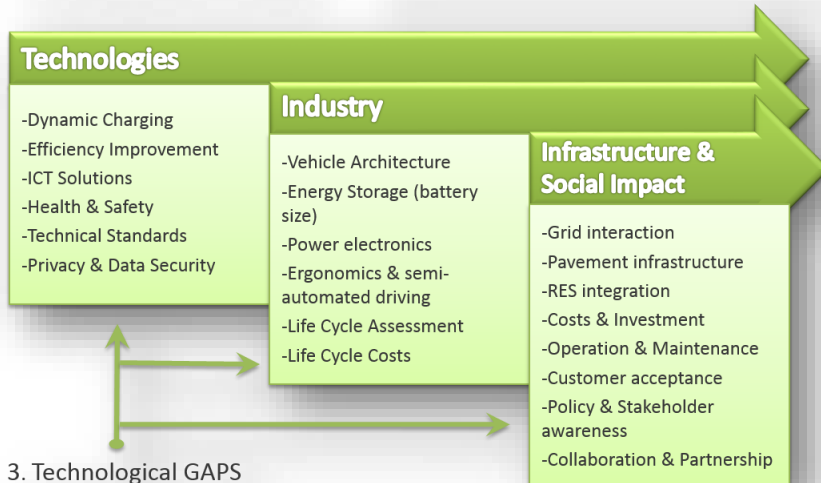 Technologies
-Dynamic Charging
-Efficiency Improvement
-ICT Solutions
-Health & Safety
-Technical Standards
-Privacy & Data Security
Industry
-Vehicle Architecture
-Energy Storage (battery
size)
-Power electronics
-Ergonomics & semi-
automated driving
-Life Cycle Assessment
-Life Cycle Costs
Infrastructure &
Social Impact
-Grid interaction
-Pavement infrastructure
-RES integration
-Costs & Investment
-Operation & Maintenance
-Customer acceptance
-Policy & Stakeholder
awareness
-Collaboration & Partnership
3. Technological GAPS